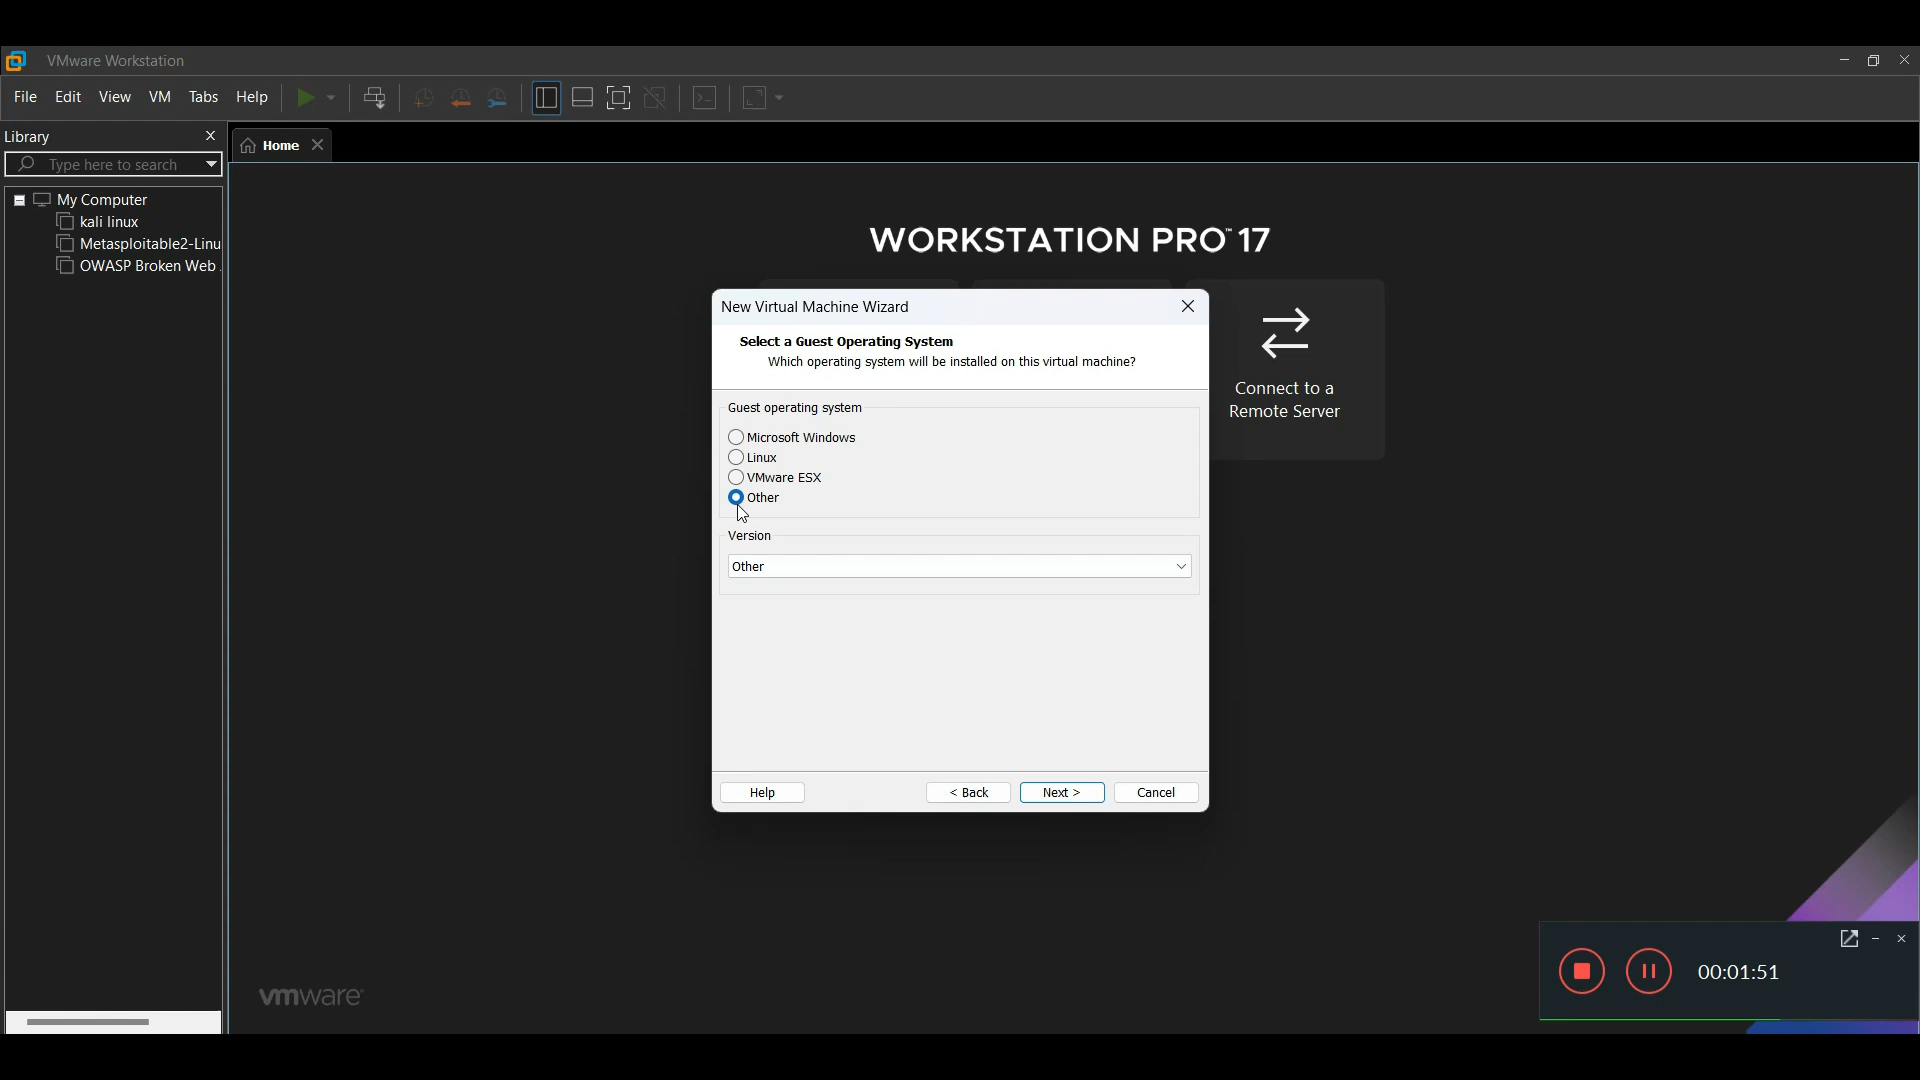 VMware Workstation
File Edit View VM Tabs Help
Library
Type here to search
Home
My Computer
kali linux
Metasploitable2-Linu
OWASP Broken Web
WORKSTATION PRO™ 17
New Virtual Machine Wizard
Select a Guest Operating System
Which operating system will be installed on this virtual machine?
Guest operating system
Microsoft Windows
Linux
VMware ESX
Other
Version
Other
Help
< Back
Next >
Cancel
Connect to a
Remote Server
vmware
00:01:51